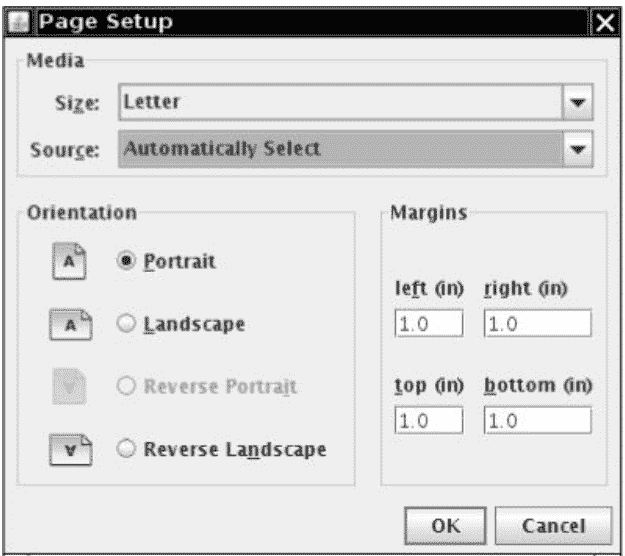 Page Setup
Media
Size: Letter
Source: Automatically Select
Orientation
A Portrait
A Landscape
A Reverse Portrait
A Reverse Landscape
Margins
left (in) right (in)
1.0 1.0
top (in) bottom (in)
1.0 1.0
OK Cancel